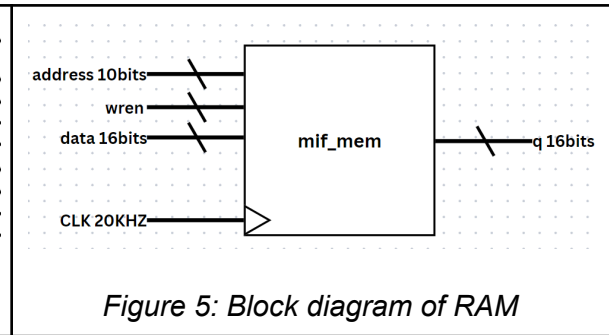 address 10bits
wren
data 16bits
mif_mem
q 16bits
CLK 20KHZ
Figure 5: Block diagram of RAM